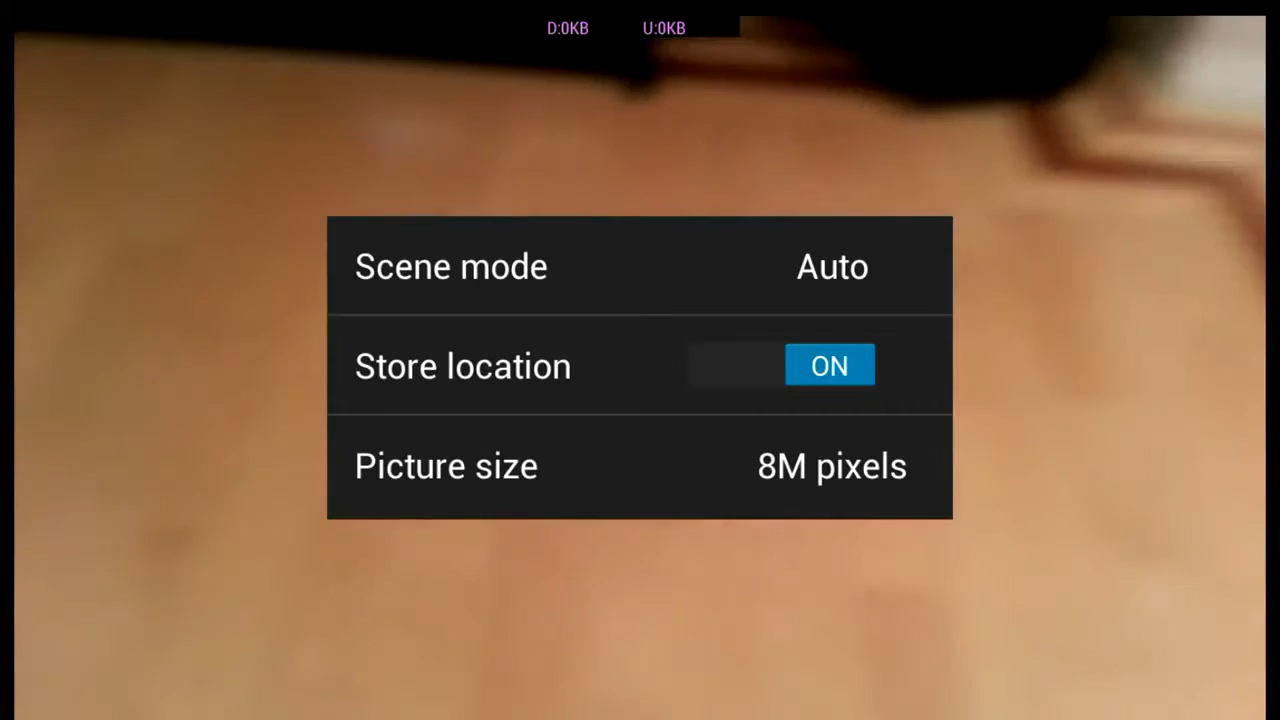 D:0KB U:0KB
Scene mode Auto
Store location ON
Picture size 8M pixels